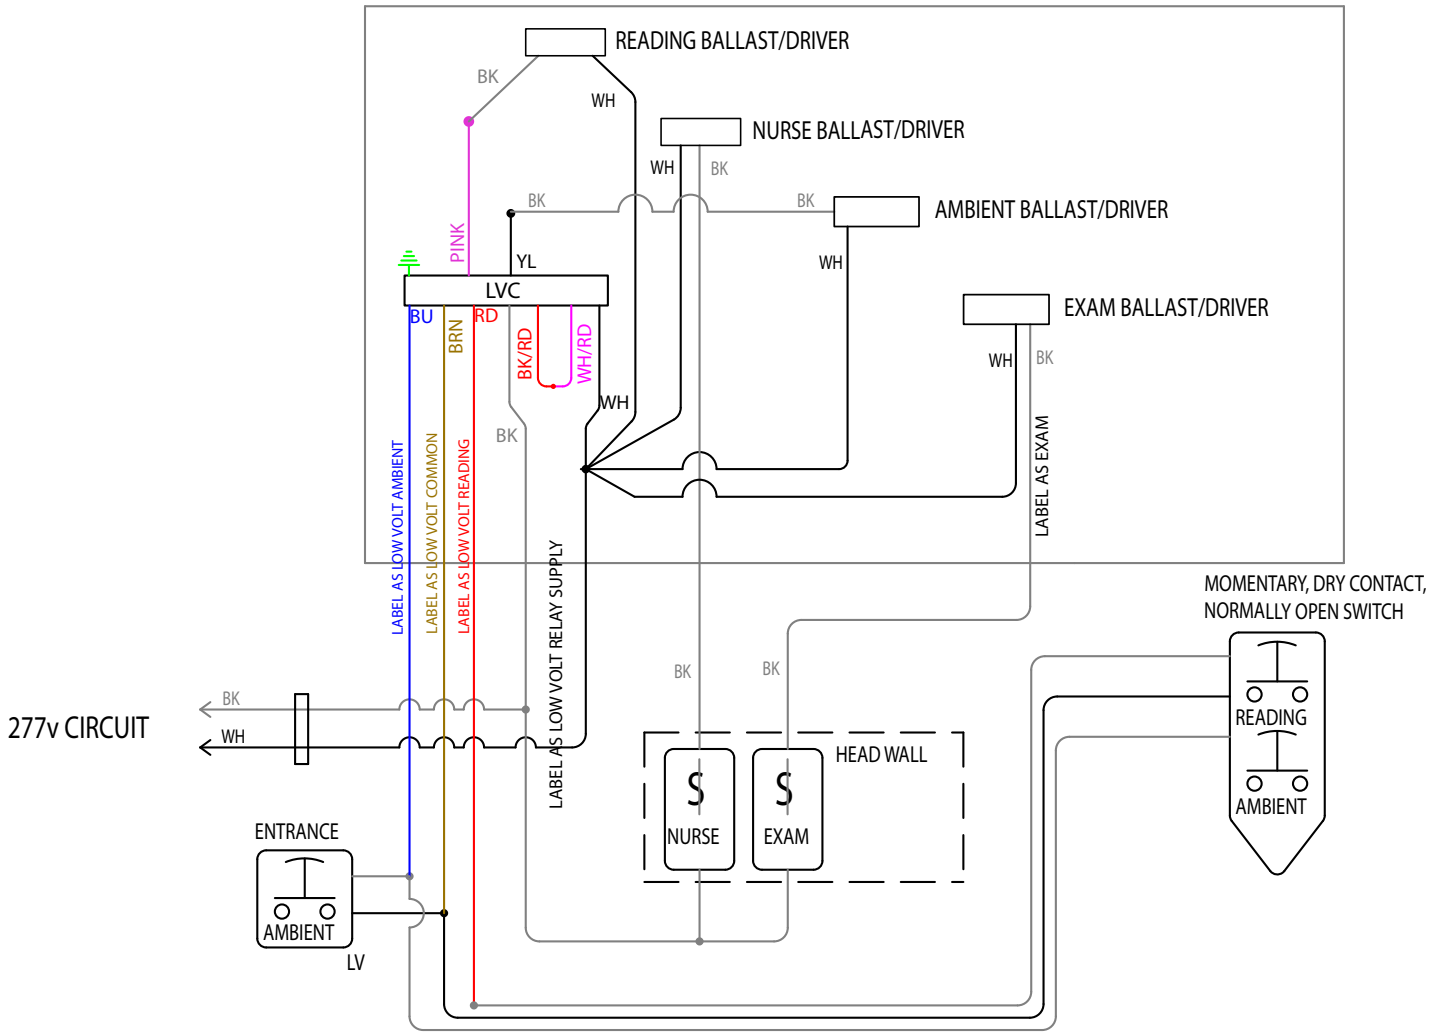 READING BALLAST/DRIVER
BK
WH
NURSE BALLAST/DRIVER
WH
BK
BK
BK
AMBIENT BALLAST/DRIVER
PINK
YL
WH
LVC
BU
BRN
RD
BK/RD
WH/RD
EXAM BALLAST/DRIVER
WH
BK
WH
BK
LABEL AS LOW VOLT AMBIENT
LABEL AS LOW VOLT COMMON
LABEL AS LOW VOLT READING
LABEL AS LOW VOLT RELAY SUPPLY
LABEL AS EXAM
MOMENTARY, DRY CONTACT,
NORMALLY OPEN SWITCH
BK
BK
BK
277v CIRCUIT
WH
READING
AMBIENT
HEAD WALL
S
S
NURSE
EXAM
ENTRANCE
AMBIENT
LV